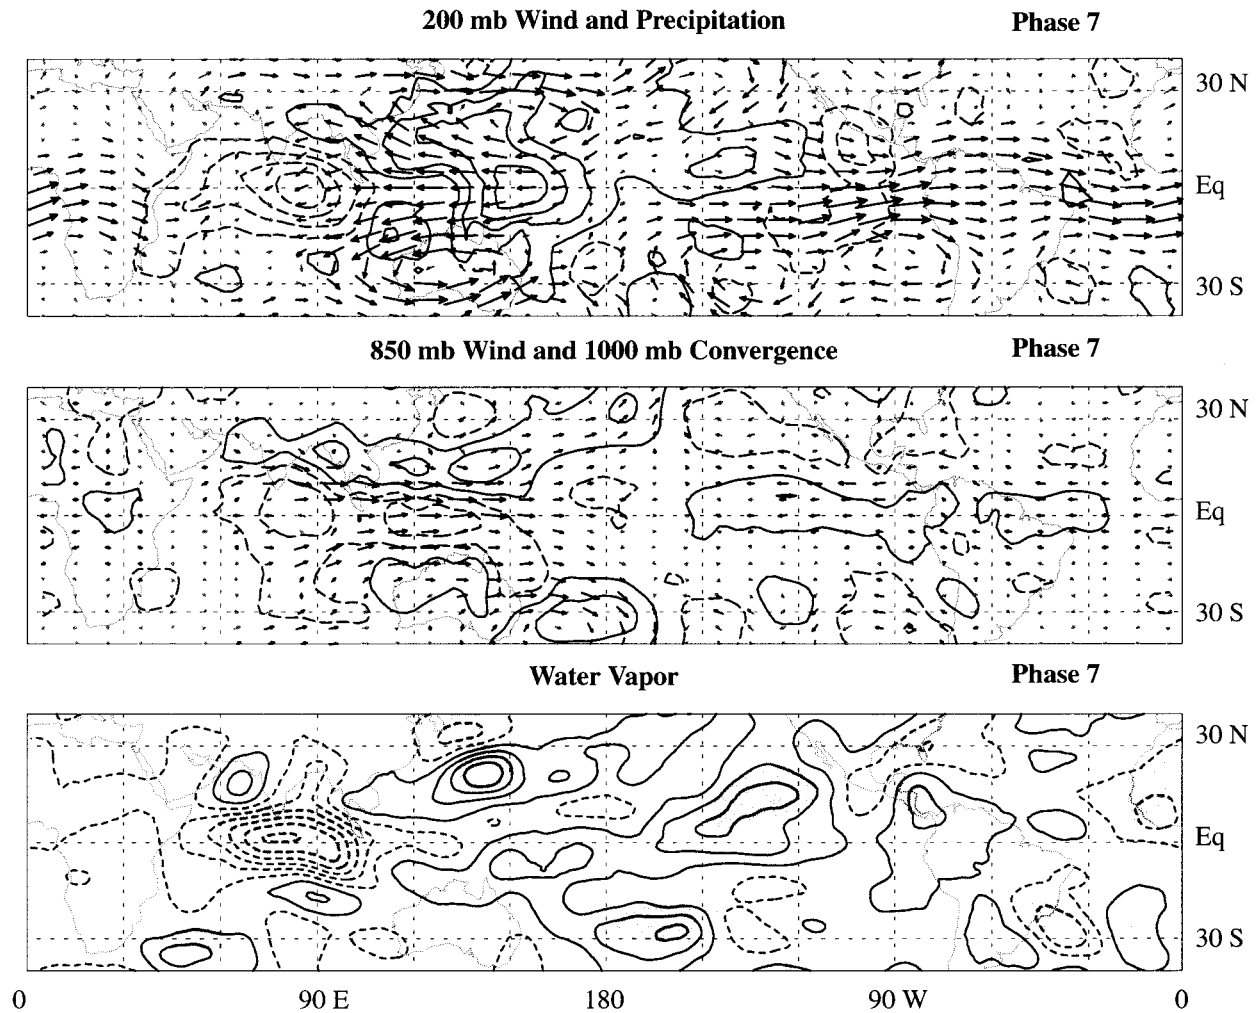 200 mb Wind and Precipitation Phase 7
30 N
Eq
30 S
850 mb Wind and 1000 mb Convergence Phase 7
30 N
Eq
30 S
Water Vapor Phase 7
30 N
Eq
30 S
0 90 E 180 90 W 0